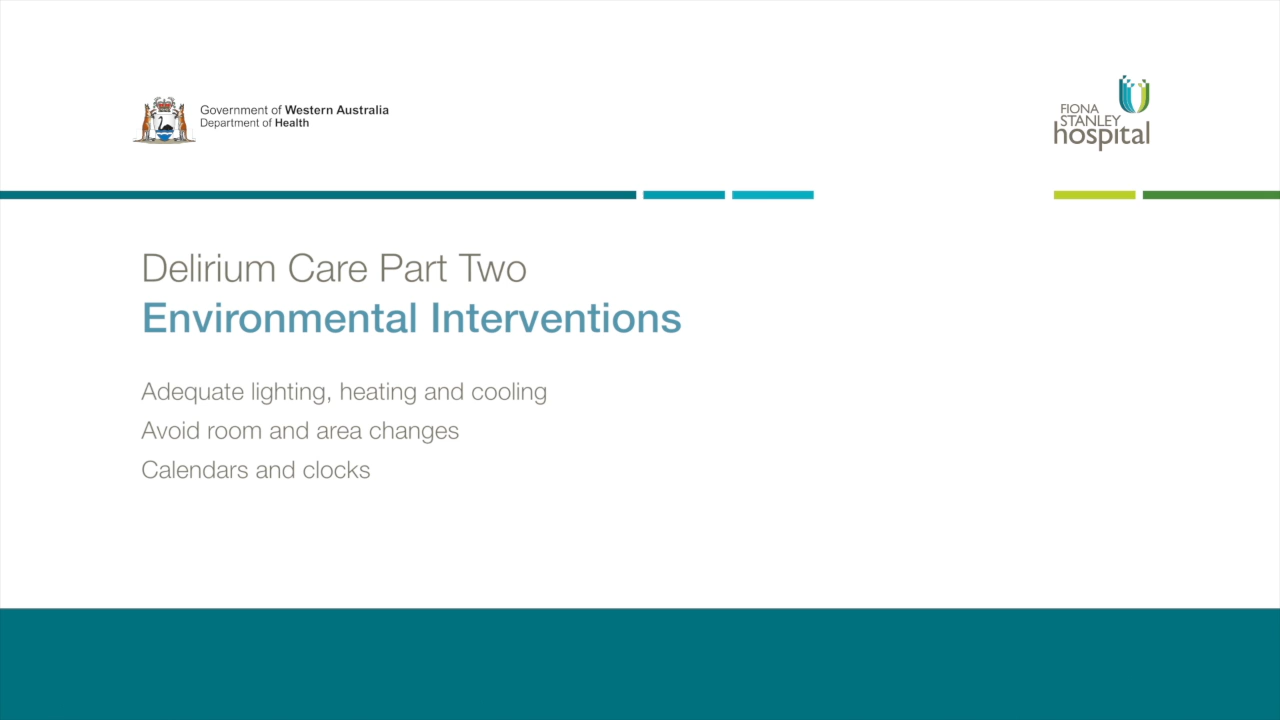 Government of Western Australia
Department of Health
FIONA
STANLEY
hospital
Delirium Care Part Two
Environmental Interventions
Adequate lighting, heating and cooling
Avoid room and area changes
Calendars and clocks